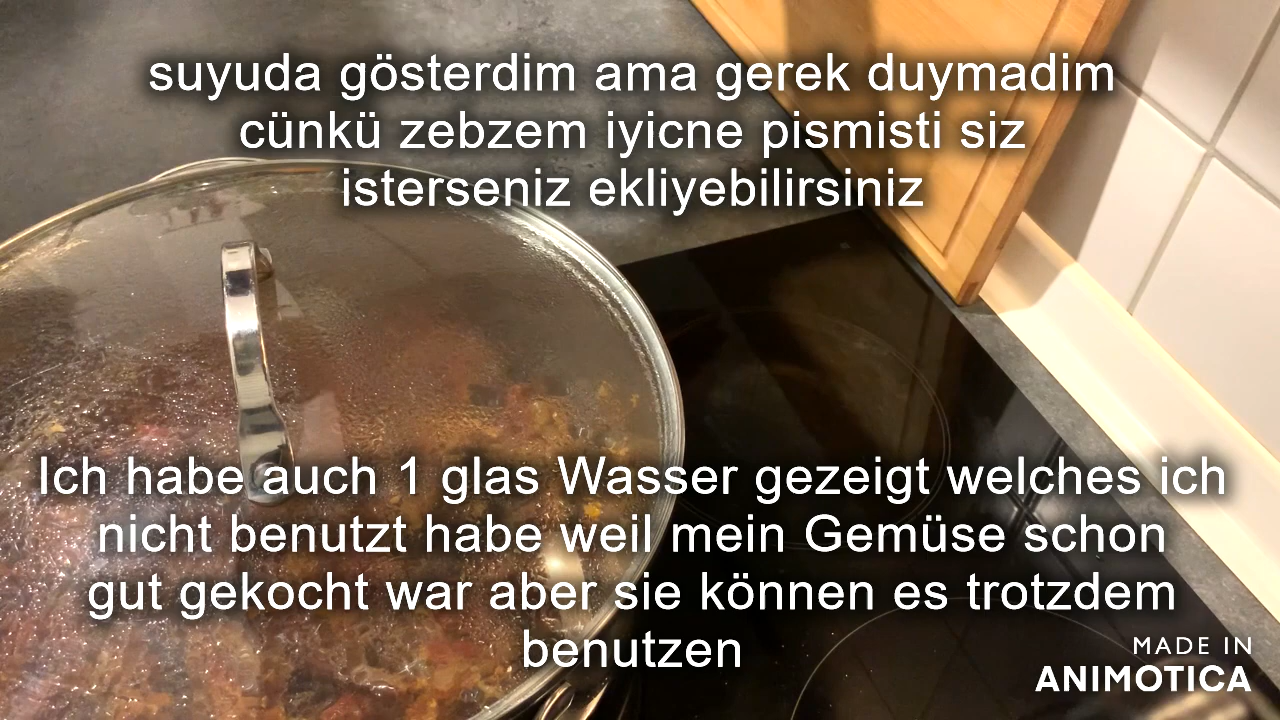 suyuda gösterdim ama gerek duymadim
cünkü zebzem iyicne pismisti siz
isterseniz ekliyebilirsiniz
Ich habe auch 1 glas Wasser gezeigt welches ich
nicht benutzt habe weil mein Gemüse schon
gut gekocht war aber sie können es trotzdem
benutzen
MADE IN
ANIMOTICA